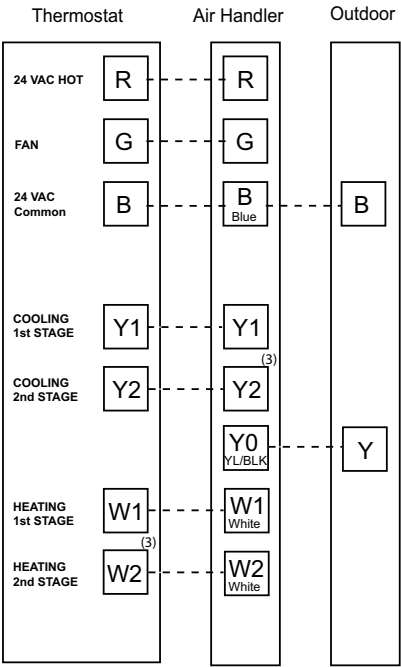 Thermostat Air Handler Outdoor
24 VAC HOT R R
FAN G G
24 VAC
Common B B B
Blue
COOLING
1st STAGE Y1 Y1
(3)
COOLING
2nd STAGE Y2 Y2
Y0 Y
YL/BLK
HEATING
1st STAGE W1 W1
White
(3)
HEATING
2nd STAGE W2 W2
White